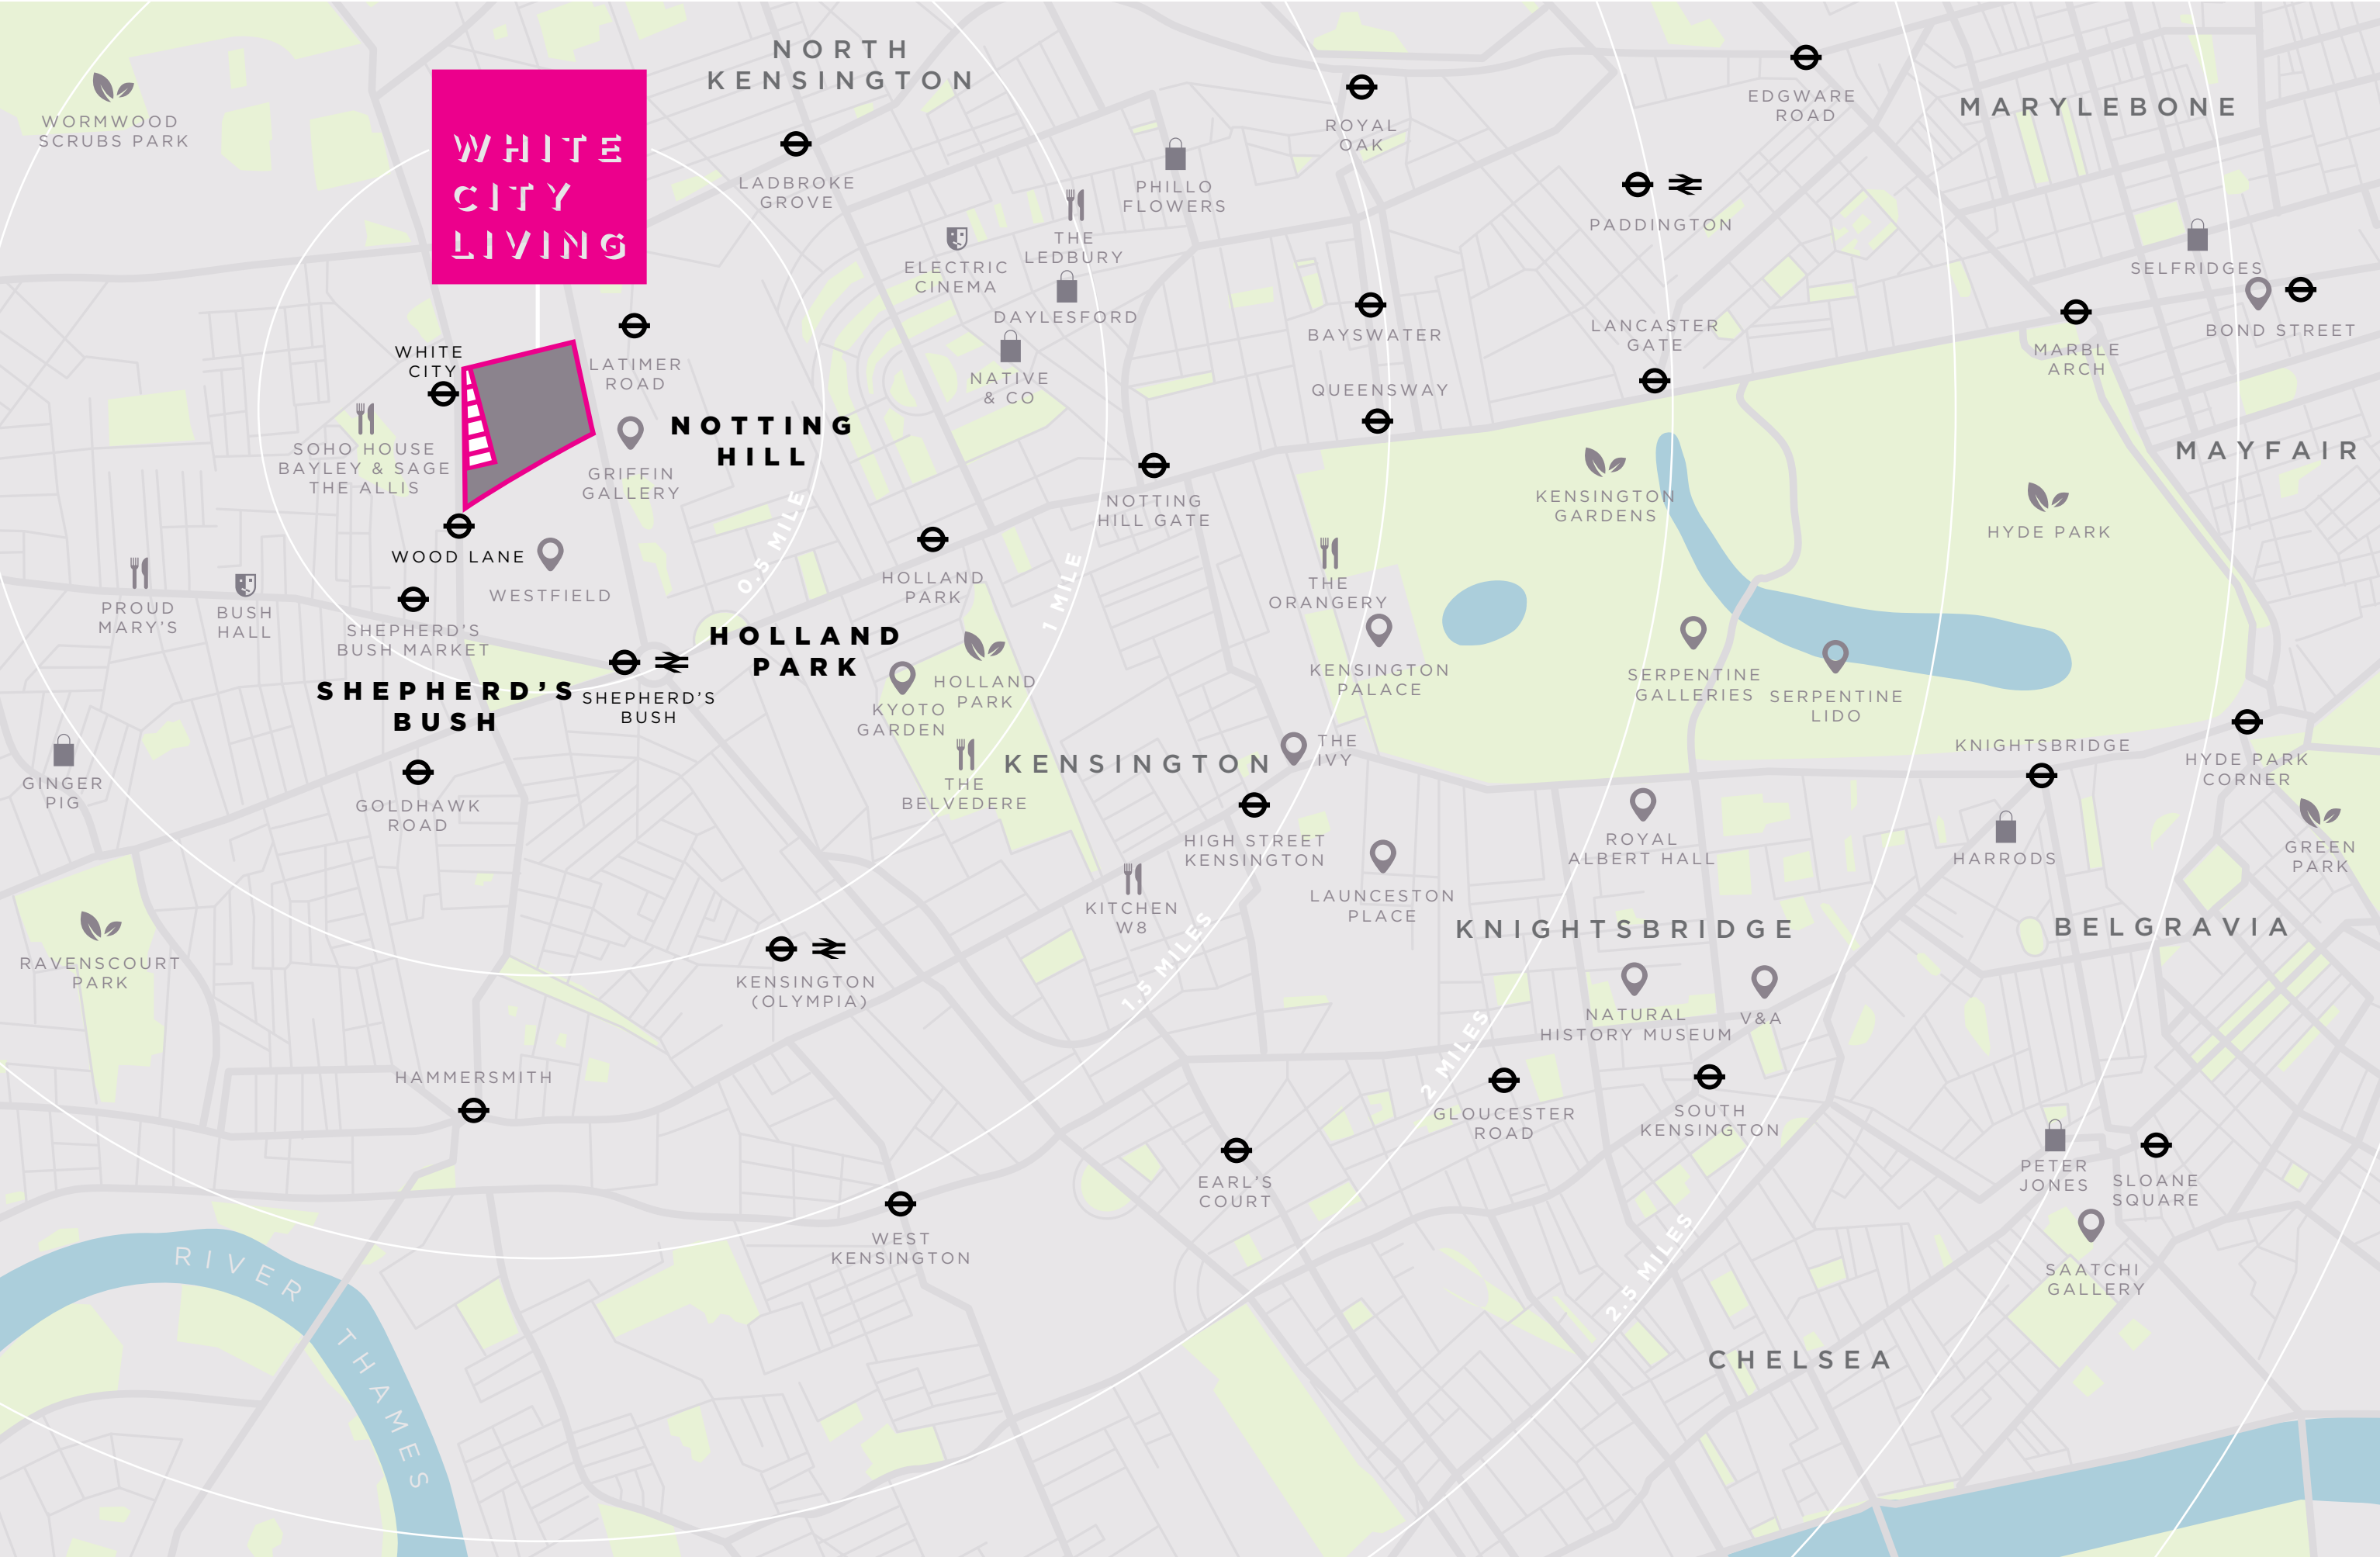 NORTH
KENSINGTON
EDGWARE
ROAD
MARYLEBONE
WORMWOOD
SCRUBS PARK
WHITE
CITY
LIVING
ROYAL
OAK
LADBROKE
GROVE
PHILLO
FLOWERS
PADDINGTON
THE
LEDBURY
ELECTRIC
CINEMA
SELFRIDGES
DAYLESFORD
BAYSWATER
LANCASTER
GATE
BOND STREET
MARBLE
ARCH
WHITE
CITY
LATIMER
ROAD
NATIVE
& CO
QUEENSWAY
NOTTING
HILL
SOHO HOUSE
BAYLEY & SAGE
THE ALLIS
GRIFFIN
GALLERY
MAYFAIR
NOTTING
HILL GATE
KENSINGTON
GARDENS
HYDE PARK
0.5 MILE
1 MILE
WOOD LANE
WESTFIELD
HOLLAND
PARK
THE
ORANGERY
PROUD
MARY'S
BUSH
HALL
SHEPHERD'S
BUSH MARKET
HOLLAND
PARK
KENSINGTON
PALACE
SERPENTINE
GALLERIES
SERPENTINE
LIDO
SHEPHERD'S
BUSH
SHEPHERD'S
BUSH
HOLLAND
PARK
KYOTO
GARDEN
KENSINGTON
THE
IVY
KNIGHTSBRIDGE
HYDE PARK
CORNER
GINGER
PIG
GOLDHAWK
ROAD
THE
BELVEDERE
HIGH STREET
KENSINGTON
ROYAL
ALBERT HALL
HARRODS
GREEN
PARK
LAUNCESTON
PLACE
KITCHEN
W8
KNIGHTSBRIDGE
BELGRAVIA
RAVENSCOURT
PARK
KENSINGTON
(OLYMPIA)
1.5 MILES
NATURAL
HISTORY MUSEUM
V&A
2 MILES
HAMMERSMITH
GLOUCESTER
ROAD
SOUTH
KENSINGTON
EARL'S
COURT
PETER
JONES
SLOANE
SQUARE
WEST
KENSINGTON
2.5 MILES
SAATCHI
GALLERY
RIVER THAMES
CHELSEA